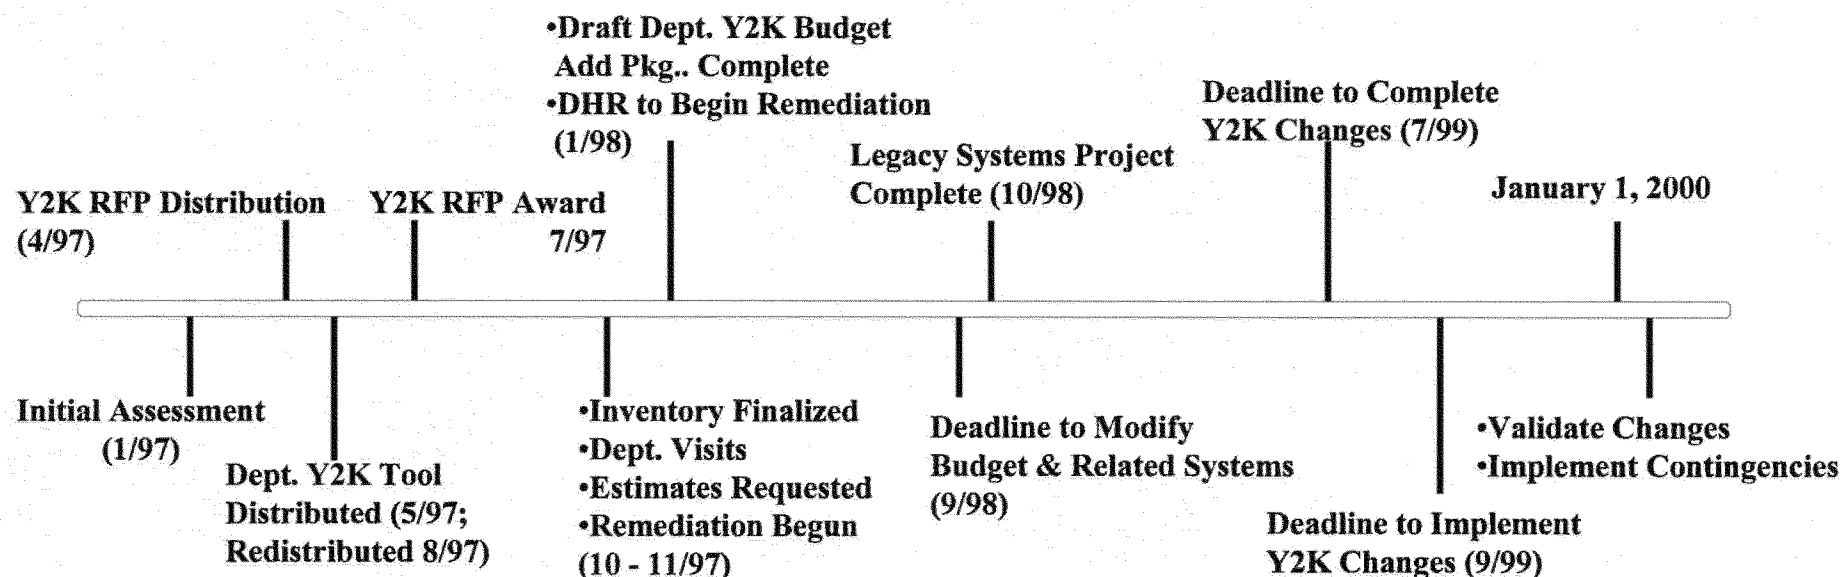 •Draft Dept. Y2K Budget
Add Pkg.. Complete
•DHR to Begin Remediation
(1/98)
Deadline to Complete
Y2K Changes (7/99)
Legacy Systems Project
Complete (10/98)
Y2K RFP Distribution
(4/97)
Y2K RFP Award
7/97
January 1, 2000
Initial Assessment
(1/97)
Dept. Y2K Tool
Distributed (5/97;
Redistributed 8/97)
•Inventory Finalized
•Dept. Visits
•Estimates Requested
•Remediation Begun
(10 - 11/97)
Deadline to Modify
Budget & Related Systems
(9/98)
Deadline to Implement
Y2K Changes (9/99)
•Validate Changes
•Implement Contingencies